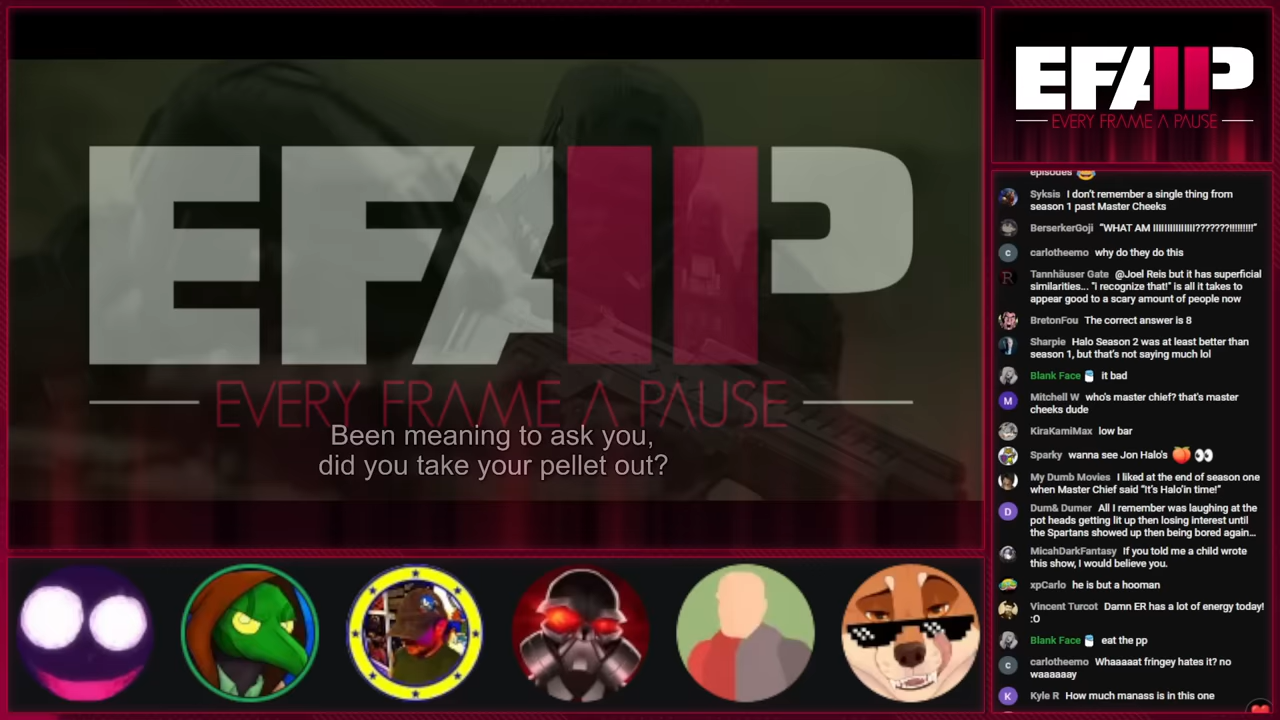 EFAP
EVERY FRAME A PAUSE
Been meaning to ask you,
did you take your pellet out?
EFAP
EVERY FRAME A PAUSE
episodes
Syksis I don't remember a single thing from
season 1 past Master Cheeks
BerserkerGoji "WHAT AM IIIIIIIIIIIIIIIII???????!!!!!!!!!"
carlotheemo why do they do this
Tannhäuser Gate @Joel Reis but it has superficial
similarities... "i recognize that!" is all it takes to
appear good to a scary amount of people now
BretonFou The correct answer is 8
Sharpie Halo Season 2 was at least better than
season 1, but that's not saying much lol
Blank Face it bad
Mitchell W who's master chief? that's master
cheeks dude
KiraKamiMax low bar
Sparky wanna see Jon Halo's 🍑 👀
My Dumb Movies I liked at the end of season one
when Master Chief said "It's Halo'in time!"
Dum& Dumer All I remember was laughing at the
pot heads getting lit up then losing interest until
the Spartans showed up then being bored again...
MicahDarkFantasy If you told me a child wrote
this show, I would believe you.
xpCarlo he is but a hooman
Vincent Turcot Damn ER has a lot of energy today!
:O
Blank Face eat the pp
carlotheemo Whaaaaat fringey hates it? no
waaaaaay
Kyle R How much manass is in this one